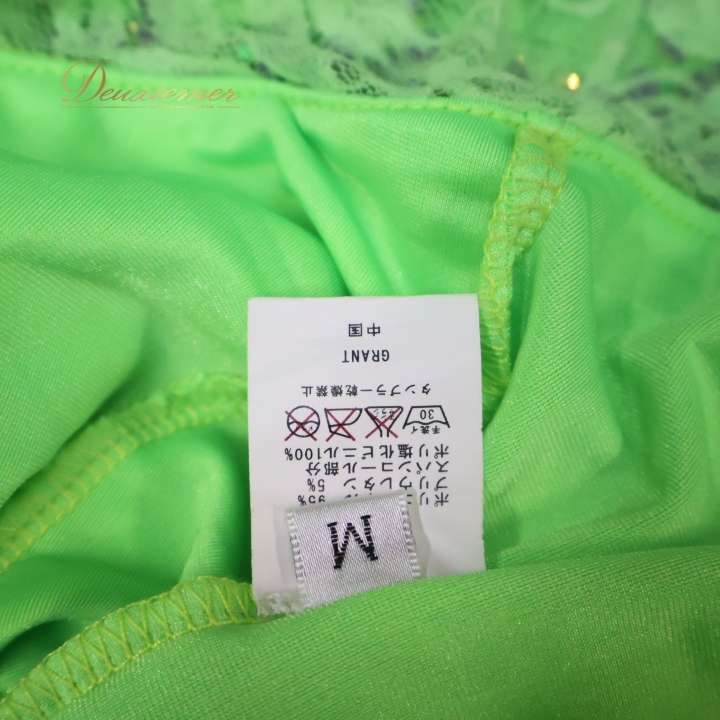 Deuxiemer
M
95%
プリウレタン 5%
スパンコール部分
ポリ塩化ビニル100%
手洗イ
30
タンブラー乾燥禁止
GRANT
中国